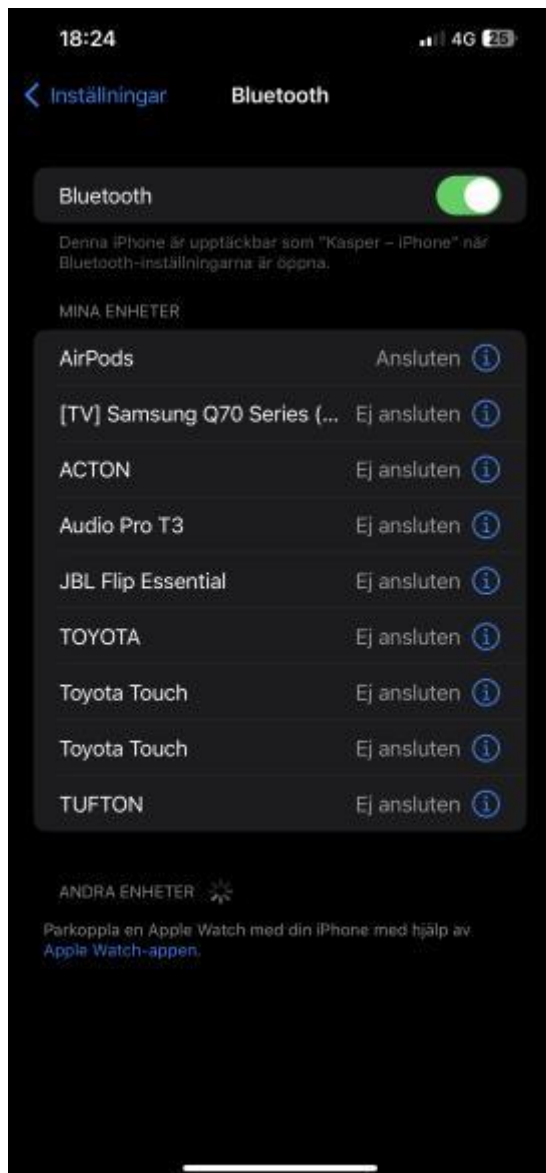 18:24
4G 25
Inställningar
Bluetooth
Bluetooth
Denna iPhone är upptäckbar som "Kasper – iPhone" när
Bluetooth-inställningarna är öppna.
MINA ENHETER
AirPods Ansluten
[TV] Samsung Q70 Series (... Ej ansluten
ACTON Ej ansluten
Audio Pro T3 Ej ansluten
JBL Flip Essential Ej ansluten
TOYOTA Ej ansluten
Toyota Touch Ej ansluten
Toyota Touch Ej ansluten
TUFTON Ej ansluten
ANDRA ENHETER
Parkoppla en Apple Watch med din iPhone med hjälp av
Apple Watch-appen.